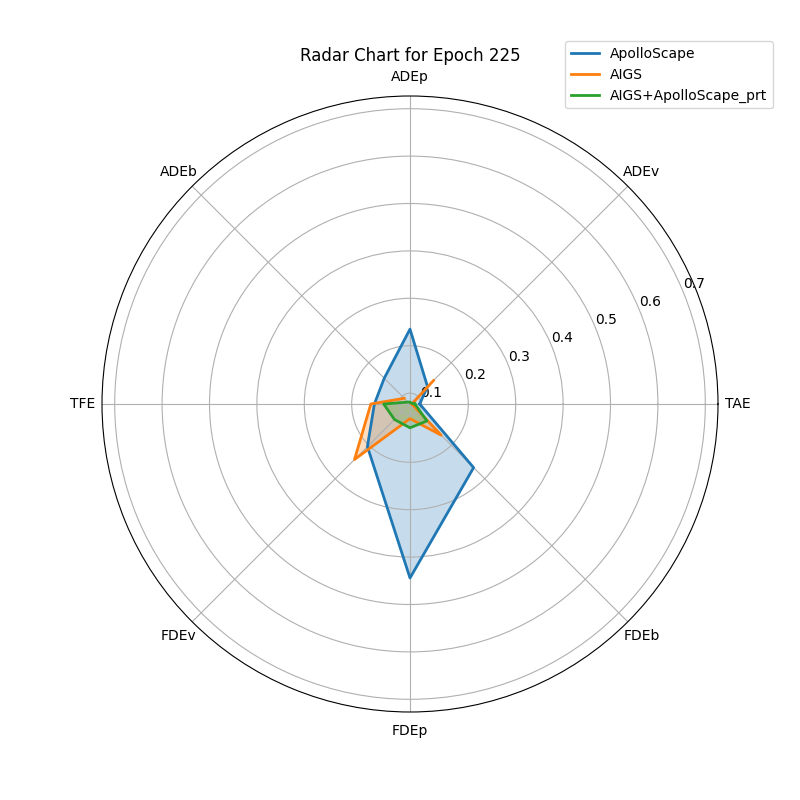 Radar Chart for Epoch 225
ApolloScape
AIGS
AIGS+ApolloScape_prt
ADEp
ADEb
ADEv
0.7
0.6
0.5
0.4
0.3
0.2
0.1
TFE
TAE
FDEv
FDEb
FDEp